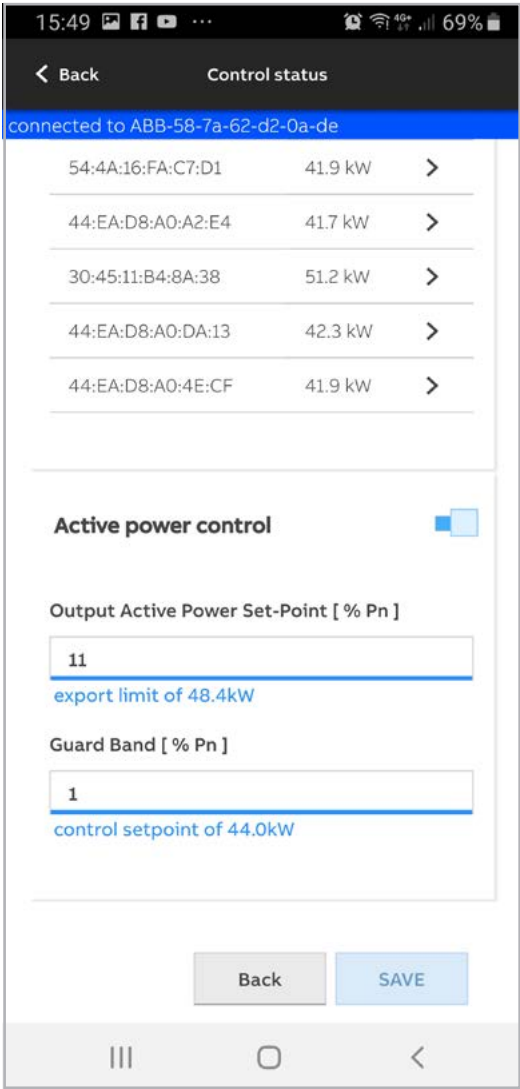 15:49 ... 4G+ 69%
Back Control status
connected to ABB-58-7a-62-d2-0a-de
54:4A:16:FA:C7:D1 41.9 kW
44:EA:D8:A0:A2:E4 41.7 kW
30:45:11:B4:8A:38 51.2 kW
44:EA:D8:A0:DA:13 42.3 kW
44:EA:D8:A0:4E:CF 41.9 kW
Active power control
Output Active Power Set-Point [ % Pn ]
11
export limit of 48.4kW
Guard Band [ % Pn ]
1
control setpoint of 44.0kW
Back SAVE